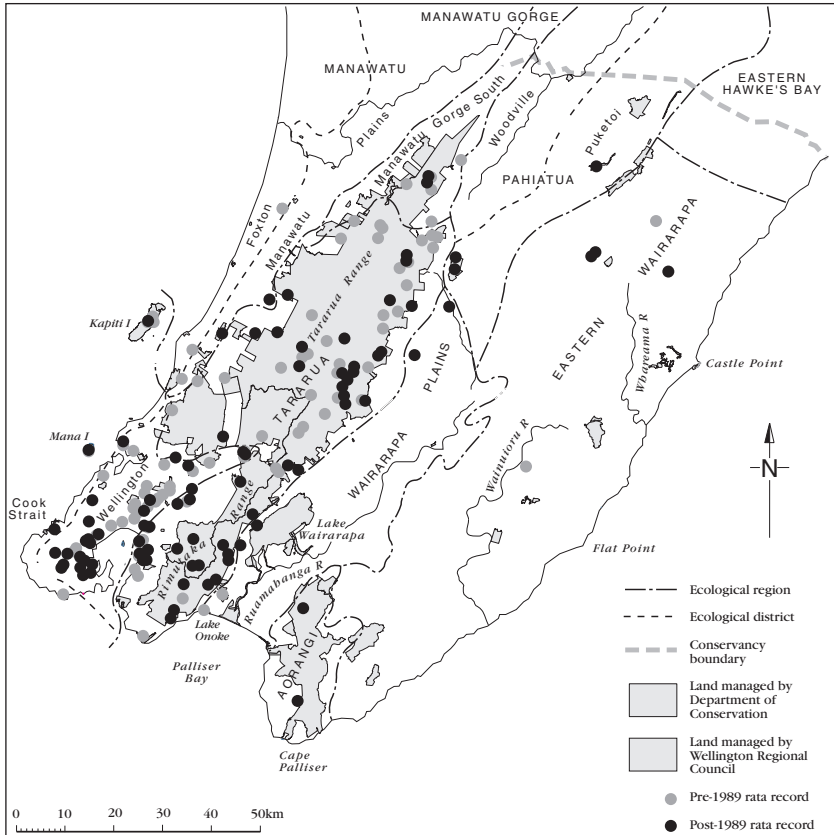 MANAWATU GORGE
MANAWATU
EASTERN
HAWKE'S BAY
Plains
Manawatu Gorge South
Woodville
Puketoi
PAHIATUA
Foxton
Manawatu
WAIRARAPA
Kapiti I
Tararua Range
Whareama R
Castle Point
EASTERN
PLAINS
TARARUA
Mana I
Wainuioru R
WAIRARAPA
Wellington
Cook
Strait
Range
Lake
Wairarapa
Flat Point
Rimutaka
Ruamahanga R
Lake
Onoke
Palliser
Bay
AORANGI
Cape
Palliser
N
Ecological region
Ecological district
Conservancy
boundary
Land managed by
Department of
Conservation
Land managed by
Wellington Regional
Council
Pre-1989 rata record
Post-1989 rata record
0 10 20 30 40 50km